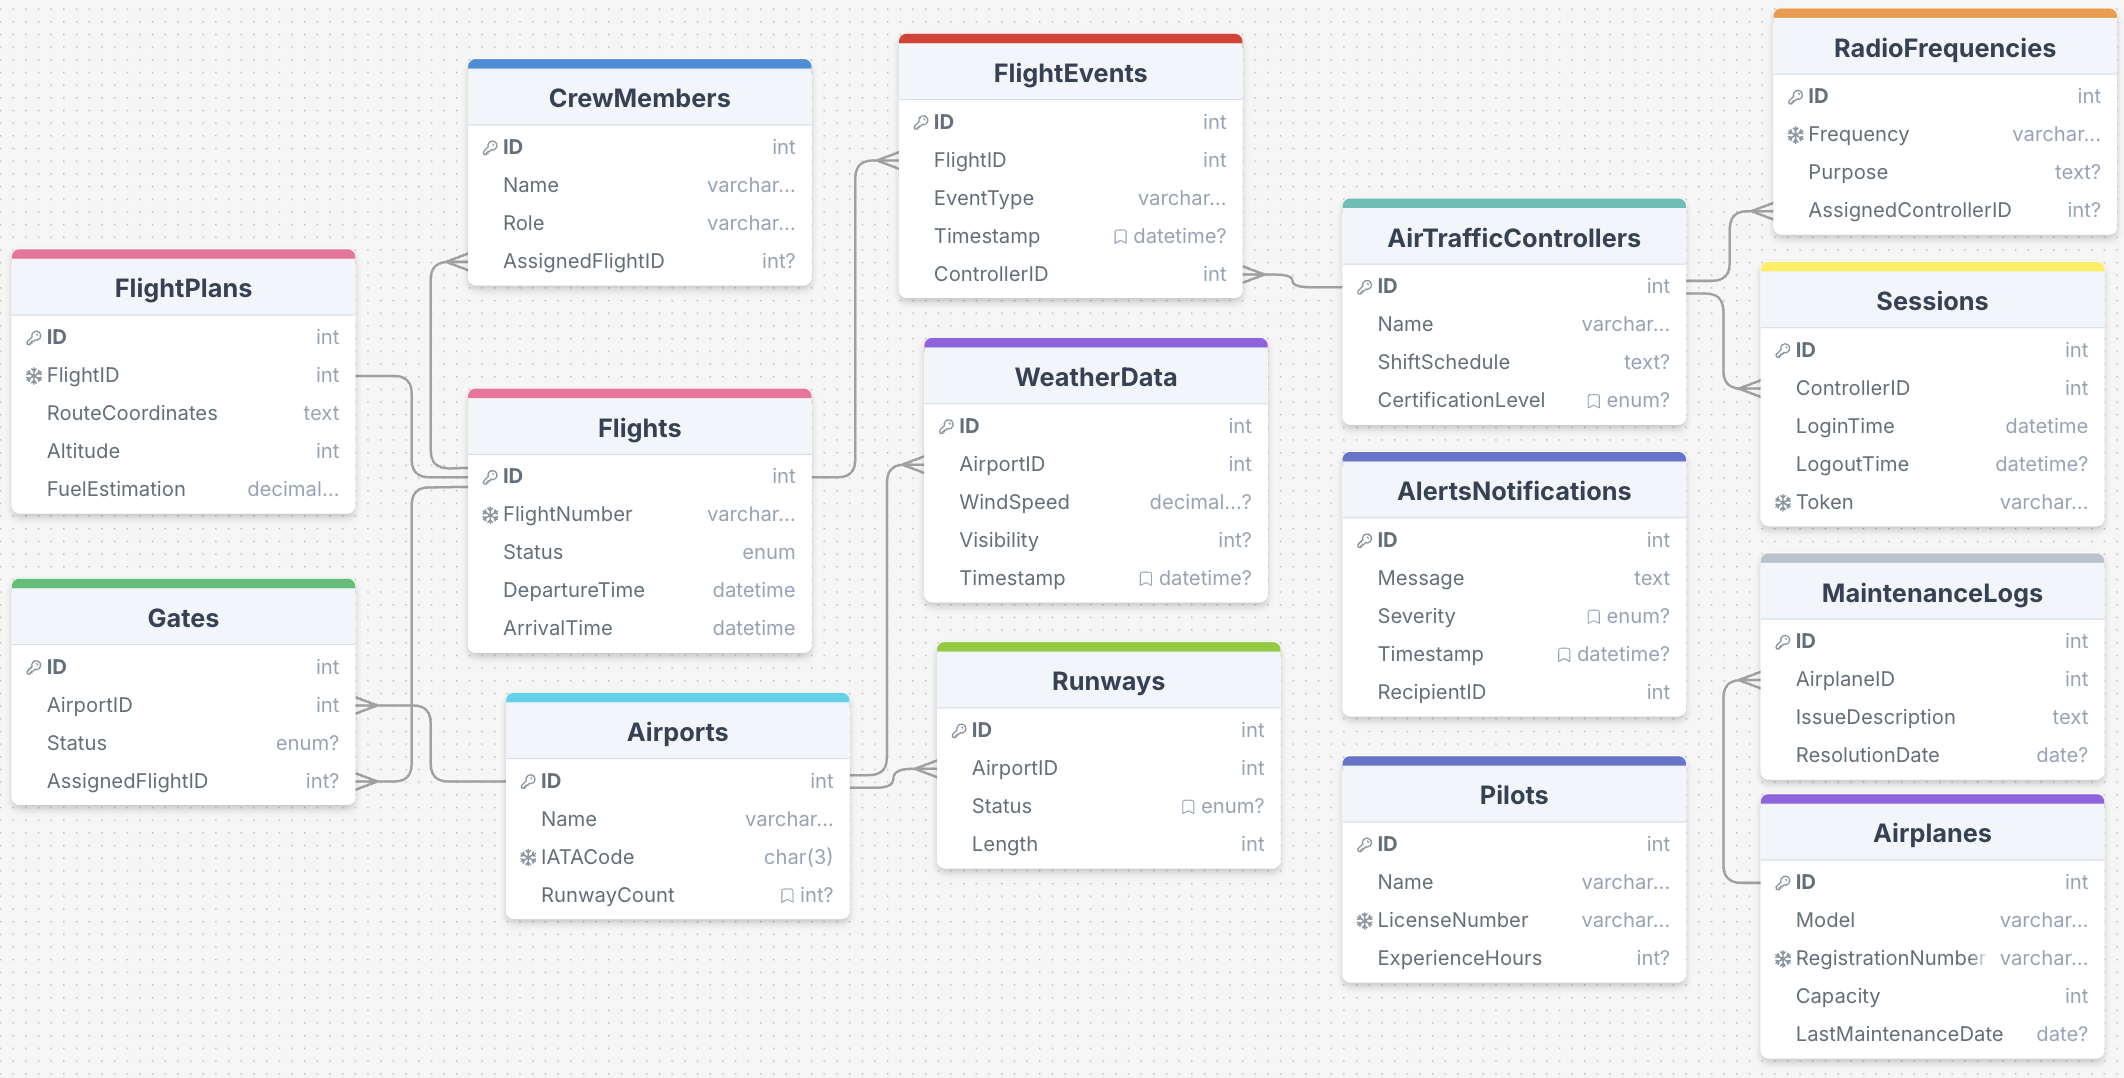 FlightPlans
ID int
FlightID int
RouteCoordinates text
Altitude int
FuelEstimation decimal...
Gates
ID int
AirportID int
Status enum?
AssignedFlightID int?
CrewMembers
ID int
Name varchar...
Role varchar...
AssignedFlightID int?
Flights
ID int
FlightNumber varchar...
Status enum
DepartureTime datetime
ArrivalTime datetime
Airports
ID int
Name varchar...
IATACode char(3)
RunwayCount int?
FlightEvents
ID int
FlightID int
EventType varchar...
Timestamp datetime?
ControllerID int
WeatherData
ID int
AirportID int
WindSpeed decimal...?
Visibility int?
Timestamp datetime?
Runways
ID int
AirportID int
Status enum?
Length int
AirTrafficControllers
ID int
Name varchar...
ShiftSchedule text?
CertificationLevel enum?
AlertsNotifications
ID int
Message text
Severity enum?
Timestamp datetime?
RecipientID int
Pilots
ID int
Name varchar...
LicenseNumber varchar...
ExperienceHours int?
RadioFrequencies
ID int
Frequency varchar...
Purpose text?
AssignedControllerID int?
Sessions
ID int
ControllerID int
LoginTime datetime
LogoutTime datetime?
Token varchar...
MaintenanceLogs
ID int
AirplaneID int
IssueDescription text
ResolutionDate date?
Airplanes
ID int
Model varchar...
RegistrationNumber varchar...
Capacity int
LastMaintenanceDate date?